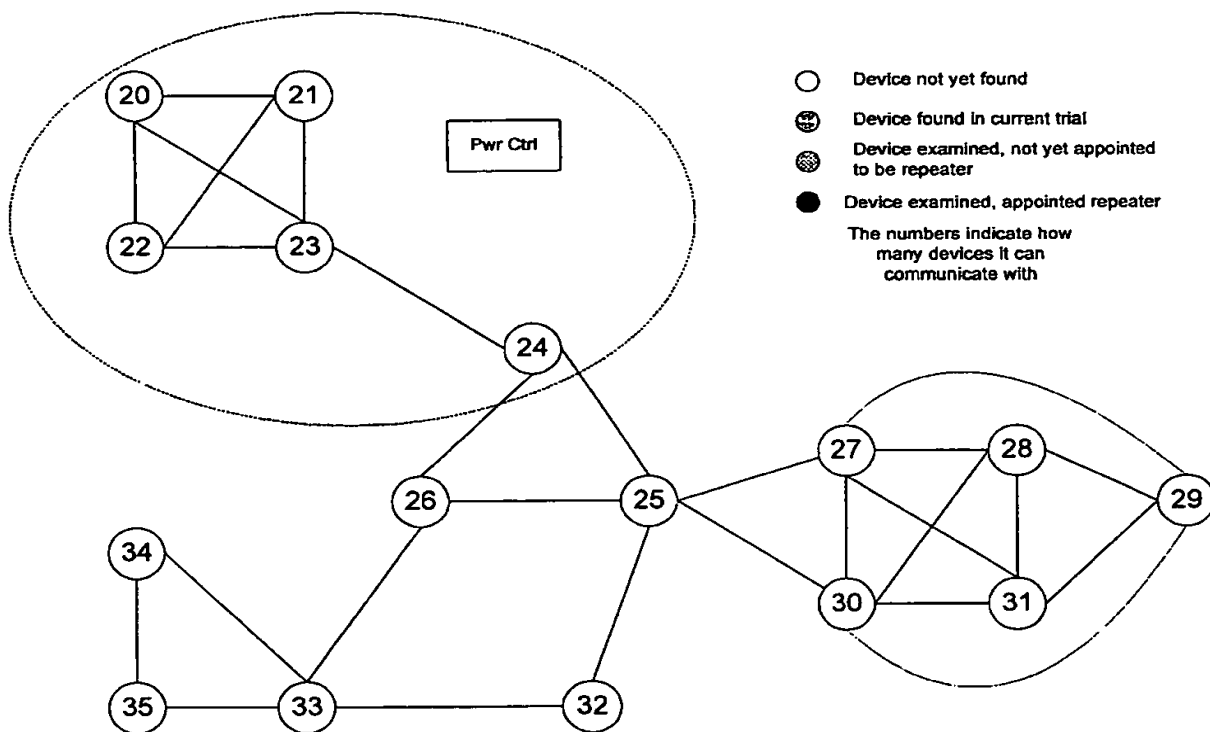 20
21
Pwr Ctrl
22
23
24
Device not yet found
Device found in current trial
Device examined, not yet appointed
to be repeater
Device examined, appointed repeater
The numbers indicate how
many devices it can
communicate with
27
28
26
25
29
34
30
31
35
33
32